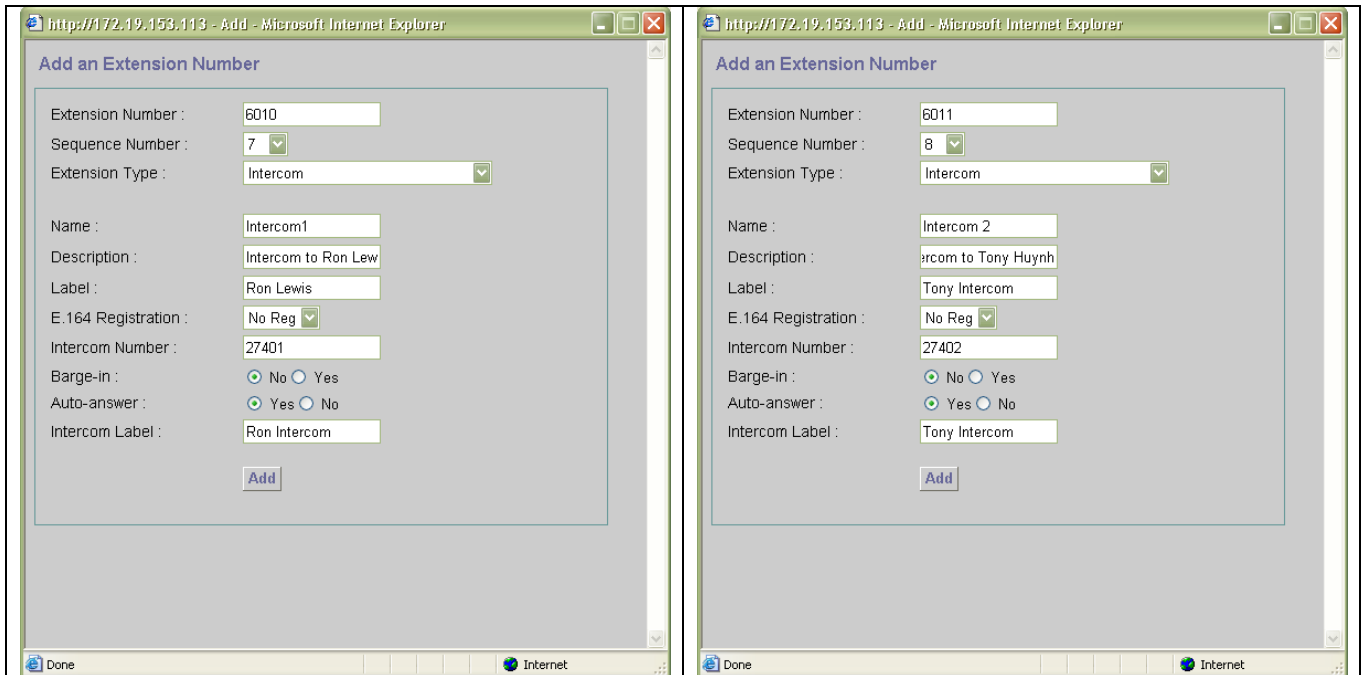 http://172.19.153.113 - Add - Microsoft Internet Explorer
Add an Extension Number
Extension Number : 6010
Sequence Number : 7
Extension Type : Intercom
Name : Intercom1
Description : Intercom to Ron Lew
Label : Ron Lewis
E.164 Registration : No Reg
Intercom Number : 27401
Barge-in : No Yes
Auto-answer : Yes No
Intercom Label : Ron Intercom
Add
Done Internet
http://172.19.153.113 - Add - Microsoft Internet Explorer
Add an Extension Number
Extension Number : 6011
Sequence Number : 8
Extension Type : Intercom
Name : Intercom 2
Description : ercom to Tony Huynh
Label : Tony Intercom
E.164 Registration : No Reg
Intercom Number : 27402
Barge-in : No Yes
Auto-answer : Yes No
Intercom Label : Tony Intercom
Add
Done Internet